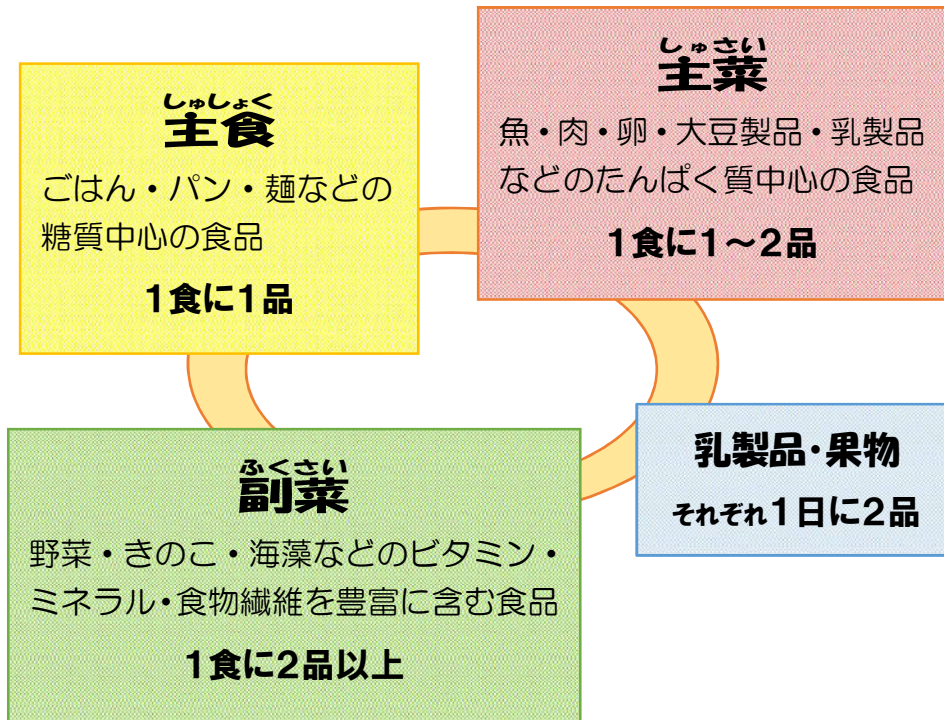 しゅしょく
主食
ごはん・パン・麺などの
糖質中心の食品
1食に1品
しゅさい
主菜
魚・肉・卵・大豆製品・乳製品
などのたんぱく質中心の食品
1食に1～2品
ふくさい
副菜
野菜・きのこ・海藻などのビタミン・
ミネラル・食物繊維を豊富に含む食品
1食に2品以上
乳製品・果物
それぞれ1日に2品